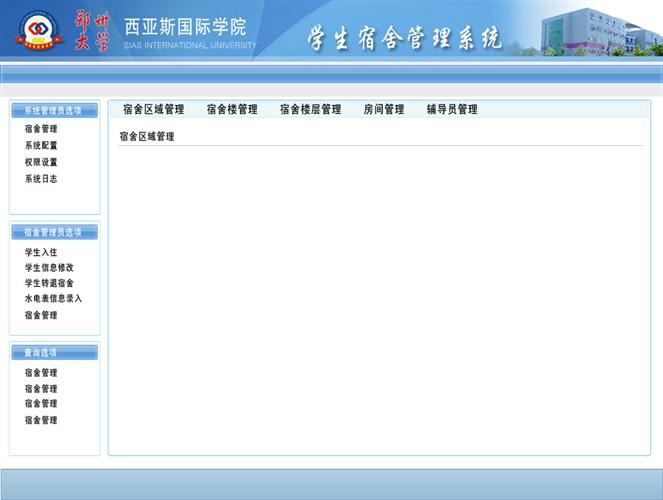 郑州大学
西亚斯国际学院
SIAS INTERNATIONAL UNIVERSITY
学生宿舍管理系统
系统管理员选项
宿舍管理
系统配置
权限设置
系统日志
宿舍管理员选项
学生入住
学生信息修改
学生转退宿舍
水电表信息录入
宿舍管理
查询选项
宿舍管理
宿舍管理
宿舍管理
宿舍管理
宿舍区域管理 宿舍楼管理 宿舍楼层管理 房间管理 辅导员管理
宿舍区域管理